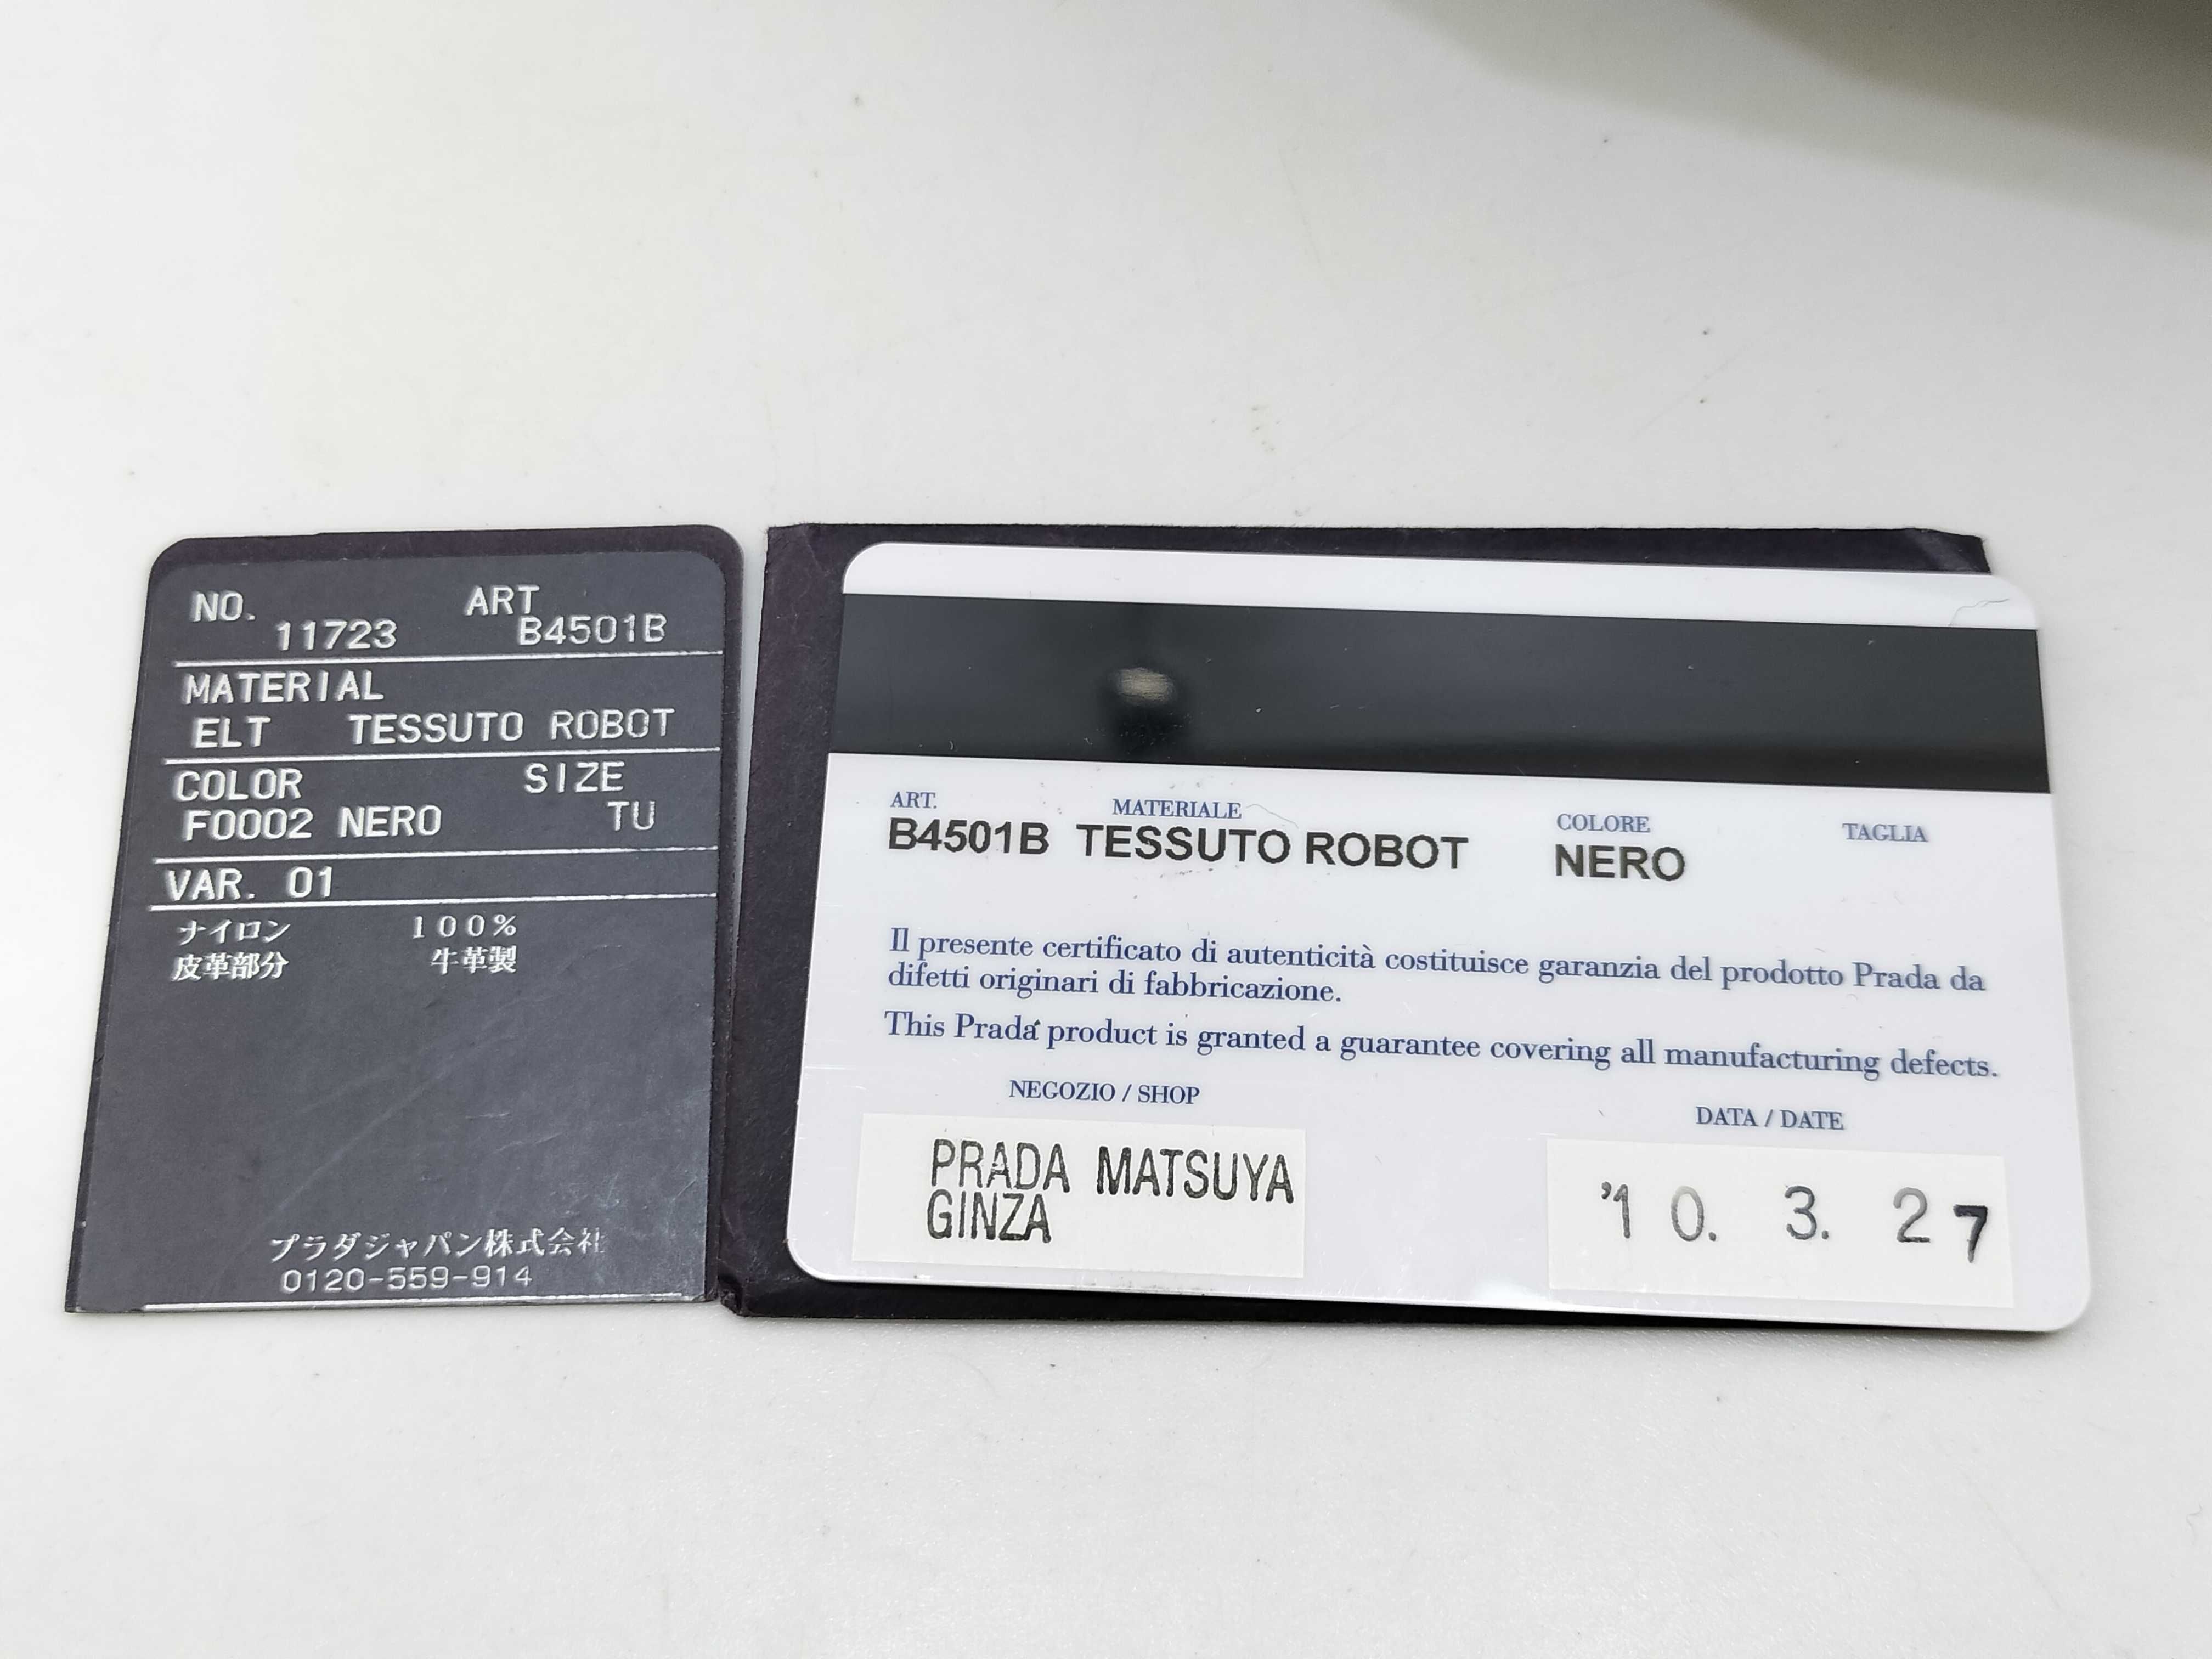 NO. ART
11723 B4501B
MATERIAL
ELT TESSUTO ROBOT
COLOR SIZE
F0002 NERO TU
VAR. 01
ナイロン 100%
皮革部分 牛革製
プラダジャパン株式会社
0120-559-914
ART. MATERIALE COLORE TAGLIA
B4501B TESSUTO ROBOT NERO
Il presente certificato di autenticità costituisce garanzia del prodotto Prada da
difetti originari di fabbricazione.
This Prada product is granted a guarantee covering all manufacturing defects.
NEGOZIO / SHOP DATA / DATE
PRADA MATSUYA
GINZA
'10. 3. 27